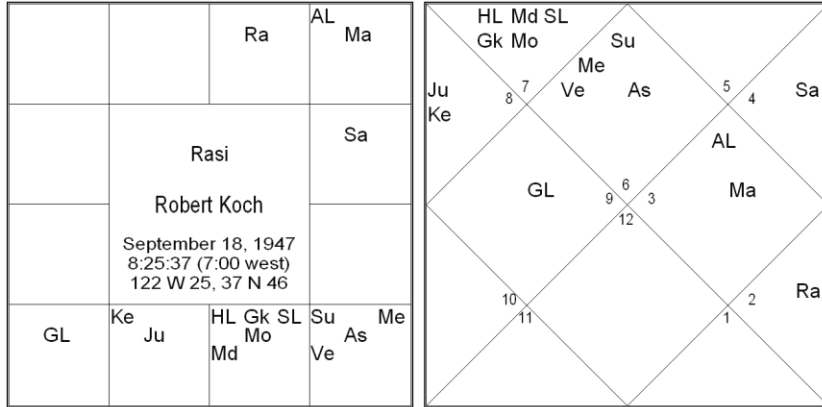 Ra
AL
Ma
Sa
Rasi
Robert Koch
September 18, 1947
8:25:37 (7:00 west)
122 W 25, 37 N 46
GL
Ke
Ju
HL Gk SL
Mo
Md
Su Me
As
Ve
HL Md SL
Gk Mo
Su
Me
Ve As
7
8
5
4
Ju
Ke
Sa
AL
GL
6
9 3
12
Ma
Ra
10
11
2
1